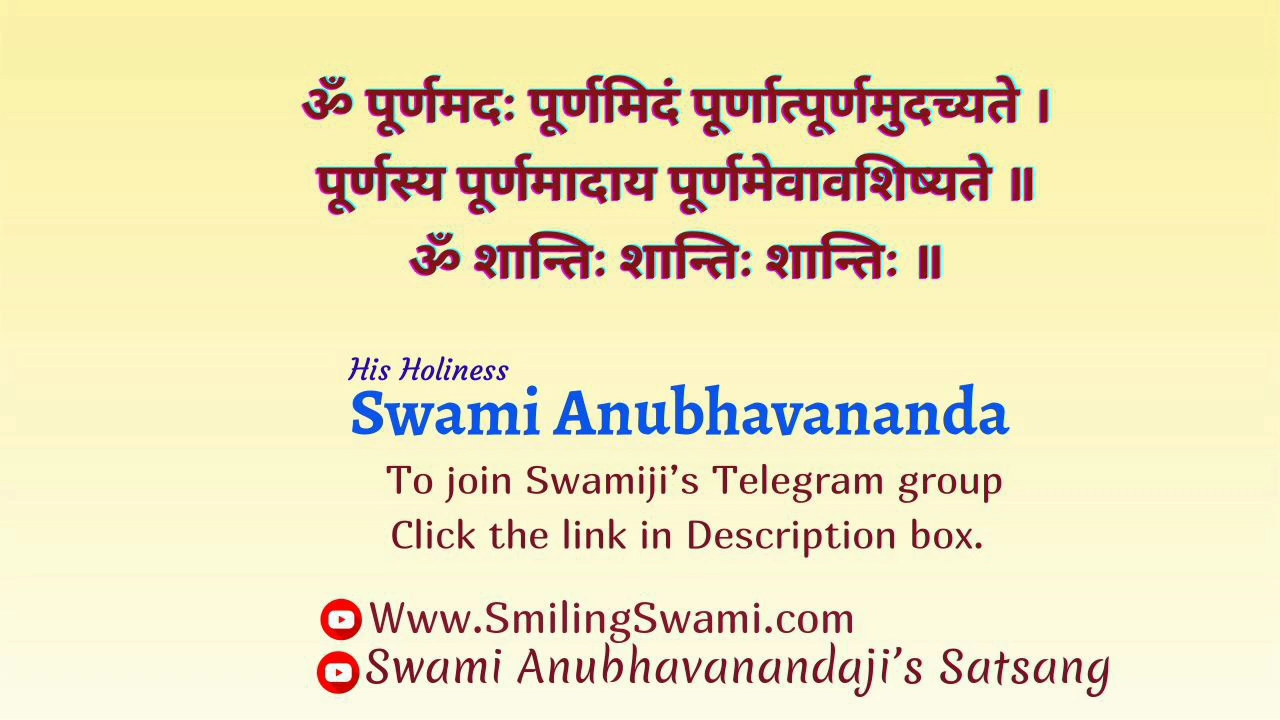 ॐ पूर्णमदः पूर्णमिदं पूर्णात्पूर्णमुदच्यते ।
पूर्णस्य पूर्णमादाय पूर्णमेवावशिष्यते ॥
ॐ शान्तिः शान्तिः शान्तिः ॥
His Holiness
Swami Anubhavananda
To join Swamiji’s Telegram group
Click the link in Description box.
Www.SmilingSwami.com
Swami Anubhavanandaji’s Satsang